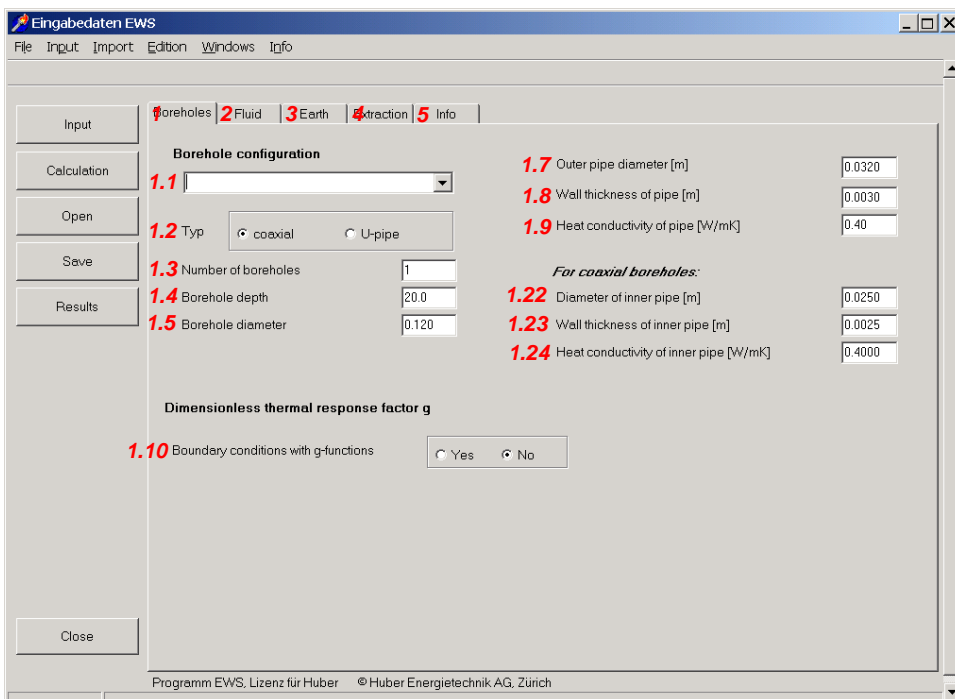 Eingabedaten EWS
File Input Import Edition Windows Info
1 Boreholes 2 Fluid 3 Earth 4 Extraction 5 Info
Input
Calculation
Open
Save
Results
Close
Borehole configuration
1.1
1.2 Typ coaxial U-pipe
1.3 Number of boreholes 1
1.4 Borehole depth 20.0
1.5 Borehole diameter 0.120
1.7 Outer pipe diameter [m] 0.0320
1.8 Wall thickness of pipe [m] 0.0030
1.9 Heat conductivity of pipe [W/mK] 0.40
For coaxial boreholes:
1.22 Diameter of inner pipe [m] 0.0250
1.23 Wall thickness of inner pipe [m] 0.0025
1.24 Heat conductivity of inner pipe [W/mK] 0.4000
Dimensionless thermal response factor g
1.10 Boundary conditions with g-functions Yes No
Programm EWS, Lizenz für Huber © Huber Energietechnik AG, Zürich